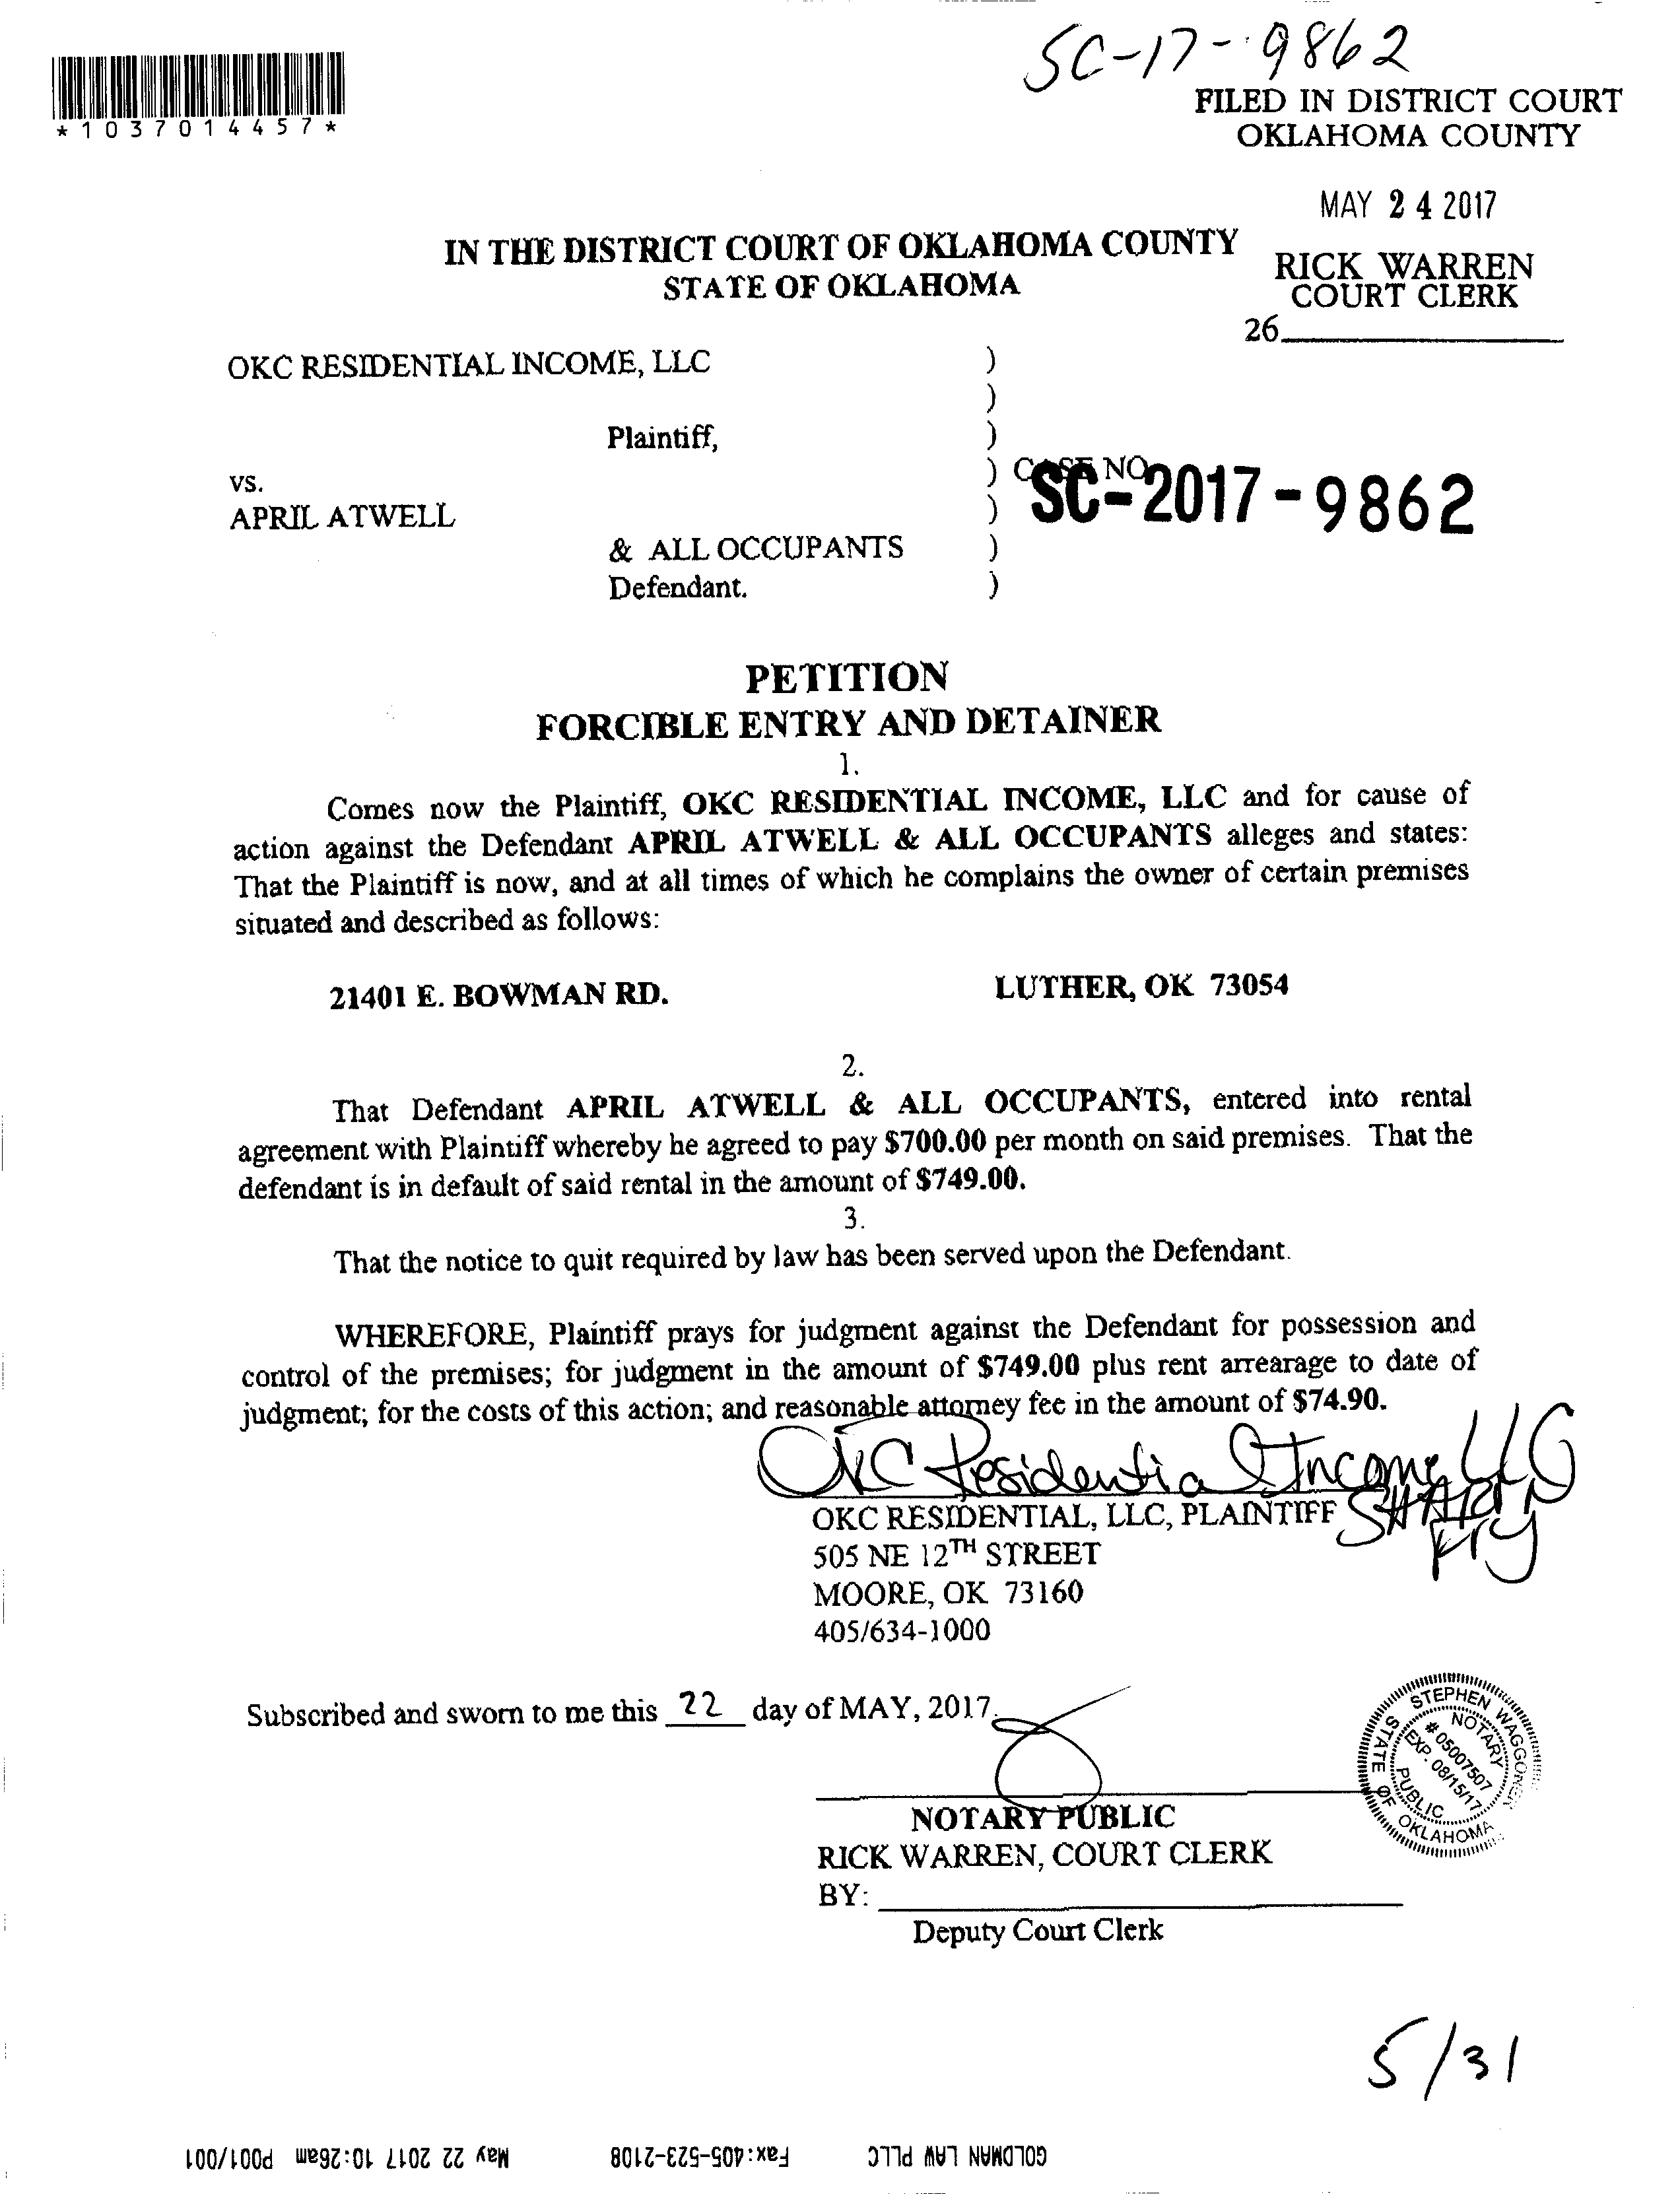 SC-17-9862
*1037014457*
FILED IN DISTRICT COURT
OKLAHOMA COUNTY
MAY 24 2017
RICK WARREN
COURT CLERK
26
IN THE DISTRICT COURT OF OKLAHOMA COUNTY
STATE OF OKLAHOMA
OKC RESIDENTIAL INCOME, LLC )
)
Plaintiff, )
vs. ) CASE NO. SC-2017-9862
APRIL ATWELL )
& ALL OCCUPANTS )
Defendant. )
PETITION
FORCIBLE ENTRY AND DETAINER
1.
Comes now the Plaintiff, OKC RESIDENTIAL INCOME, LLC and for cause of
action against the Defendant APRIL ATWELL & ALL OCCUPANTS alleges and states:
That the Plaintiff is now, and at all times of which he complains the owner of certain premises
situated and described as follows:
21401 E. BOWMAN RD. LUTHER, OK 73054
2.
That Defendant APRIL ATWELL & ALL OCCUPANTS, entered into rental
agreement with Plaintiff whereby he agreed to pay $700.00 per month on said premises. That the
defendant is in default of said rental in the amount of $749.00.
3.
That the notice to quit required by law has been served upon the Defendant.
WHEREFORE, Plaintiff prays for judgment against the Defendant for possession and
control of the premises; for judgment in the amount of $749.00 plus rent arrearage to date of
judgment; for the costs of this action; and reasonable attorney fee in the amount of $74.90.
OKC Residential Income LLC
OKC RESIDENTIAL, LLC, PLAINTIFF SHARON
Fry
505 NE 12TH STREET
MOORE, OK 73160
405/634-1000
Subscribed and sworn to me this 22 day of MAY, 2017.
STEPHEN WAGGONER
NOTARY PUBLIC
# 05007507
EXP. 08/15/17
STATE OF OKLAHOMA
NOTARY PUBLIC
RICK WARREN, COURT CLERK
BY:
Deputy Court Clerk
5/31
GOLDMAN LAW PLLC Fax:405-523-2108 May 22 2017 10:26am P001/001